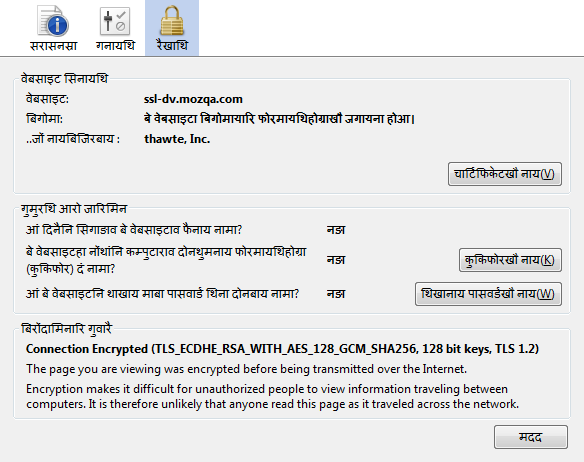 सरासनस्रा गनायथि रैखाथि
वेबसाइट सिनायथि
वेबसाइट: ssl-dv.mozqa.com
बिगोमा: बे वेबसाइटा बिगोमायारि फोरमायथिहोग्राखौ जगायना होआ।
..जों नायबिजिरबाय : thawte, Inc.
चार्टिफिकेटखौ नाय(V)
गुमुरथि आरो जारिमिन
आं दिनैनि सिगाङाव बे वेबसाइटाव फैनाय नामा? नङा
बे वेबसाइटहा नोंथांनि कम्पुटाराव दोनथुमनाय फोरमायथिहोग्रा
(कुकिफोर) दं नामा? नङा
कुकिफोरखौ नाय(K)
आं बे वेबसाइटनि थाखाय माबा पासवार्ड थिना दोनबाय नामा? नङा
थिखानाय पासवर्डखौ नाय(W)
बिरोंदामिनारि गुवारै
Connection Encrypted (TLS_ECDHE_RSA_WITH_AES_128_GCM_SHA256, 128 bit keys, TLS 1.2)
The page you are viewing was encrypted before being transmitted over the Internet.
Encryption makes it difficult for unauthorized people to view information traveling between
computers. It is therefore unlikely that anyone read this page as it traveled across the network.
मदद